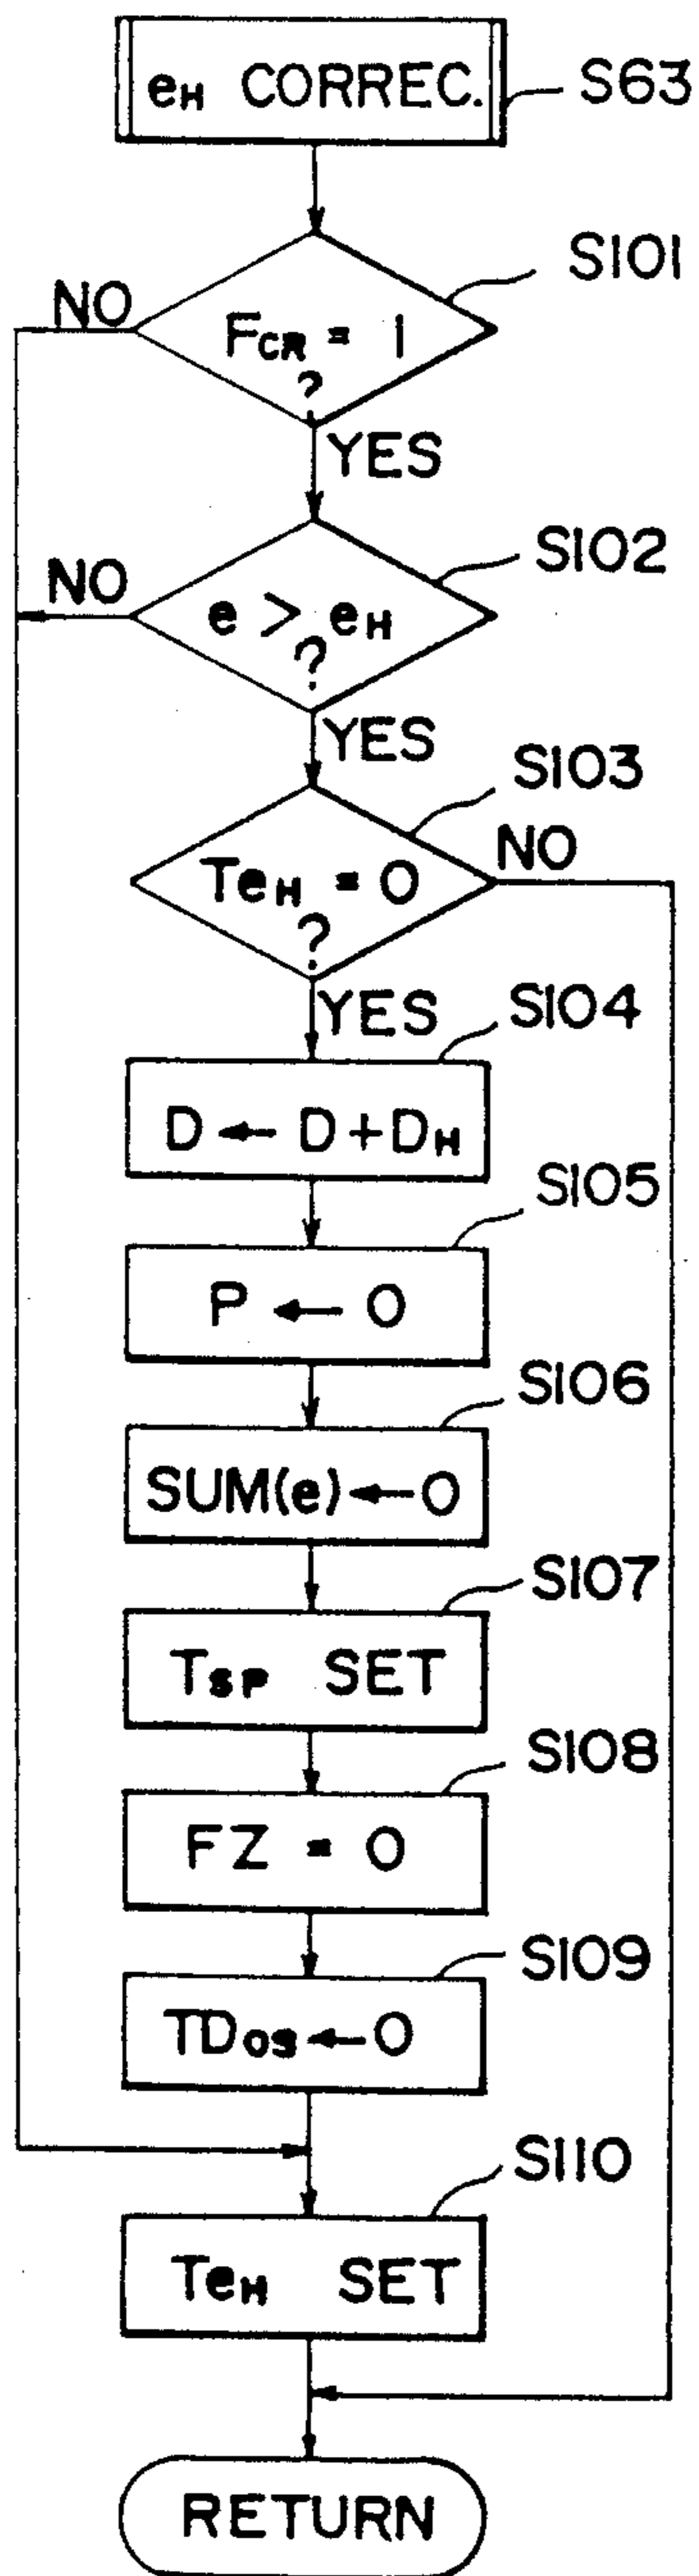 eH CORREC.
S63
S101
NO
FCR = 1
?
YES
S102
NO
e > eH
?
YES
S103
NO
TeH = 0
?
YES
S104
D ← D + DH
S105
P ← 0
S106
SUM(e) ← 0
S107
TSP SET
S108
FZ = 0
S109
TDOS ← 0
S110
TeH SET
RETURN